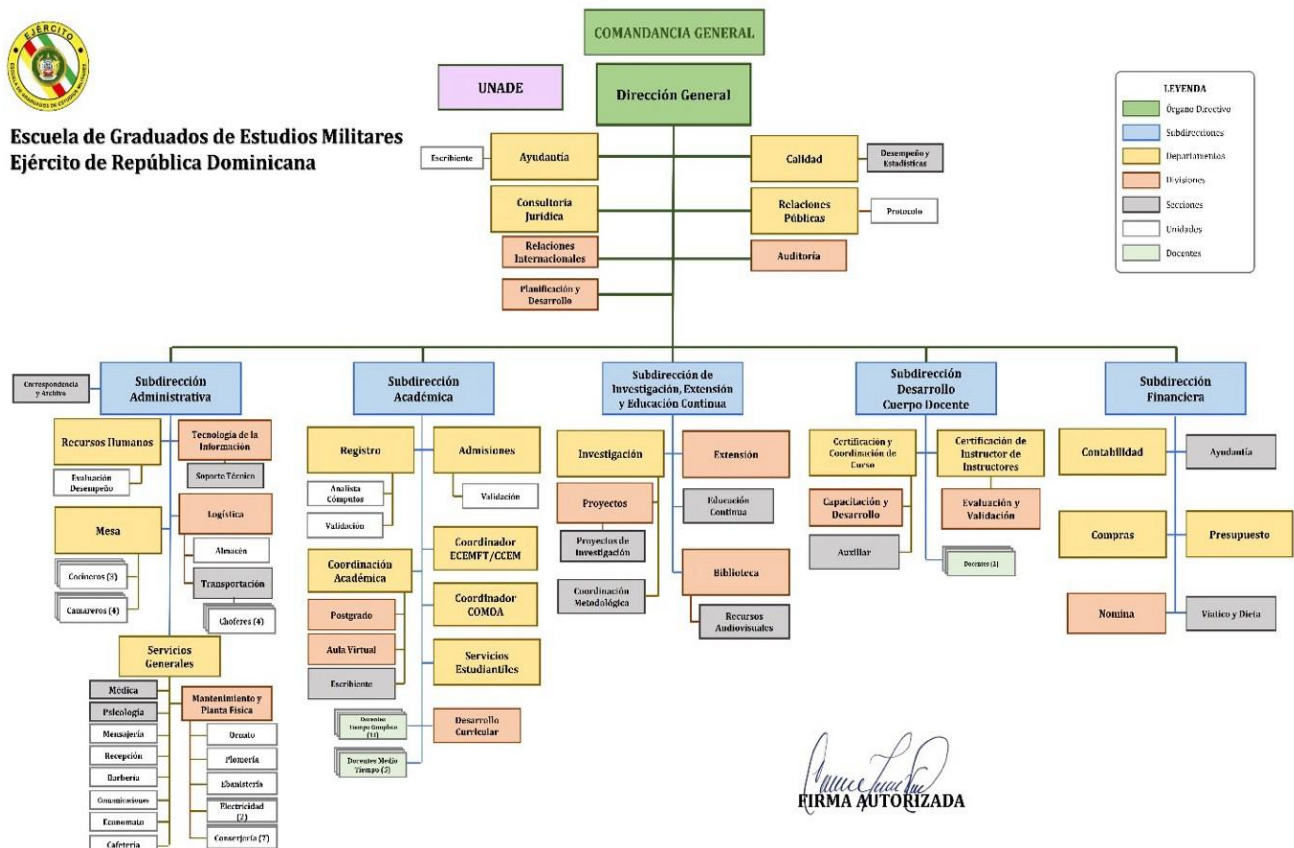 EJÉRCITO
ESCUELA DE GRADUADOS DE ESTUDIOS MILITARES
Escuela de Graduados de Estudios Militares
Ejército de República Dominicana
COMANDANCIA GENERAL
UNADE
Dirección General
LEYENDA
Órgano Directivo
Subdirecciones
Departamentos
Divisiones
Secciones
Unidades
Docentes
Escribiente
Ayudantía
Calidad
Desempeño y
Estadísticas
Consultoría
Jurídica
Relaciones
Públicas
Protocolo
Relaciones
Internacionales
Auditoría
Planificación y
Desarrollo
Correspondencia
y Archivo
Subdirección
Administrativa
Recursos Humanos
Evaluación
Desempeño
Tecnología de la
Información
Soporte Técnico
Mesa
Cocineros (3)
Camareros (4)
Logística
Almacén
Transportación
Choferes (4)
Servicios
Generales
Médica
Psicología
Mensajería
Recepción
Barbería
Comunicaciones
Economato
Cafetería
Mantenimiento y
Planta Física
Ornato
Plomería
Ebanistería
Electricidad
(2)
Conserjería (7)
Subdirección
Académica
Registro
Analista
Cómputos
Validación
Admisiones
Validación
Coordinación
Académica
Postgrado
Aula Virtual
Escribiente
Coordinador
ECEMFT/CCEM
Coordinador
COMOA
Servicios
Estudiantiles
Docentes
Tiempo Completo
Desarrollo
Curricular
Docentes Medio
Tiempo (5)
Subdirección de
Investigación, Extensión
y Educación Continua
Investigación
Proyectos
Proyectos de
Investigación
Coordinación
Metodológica
Extensión
Educación
Continua
Biblioteca
Recursos
Audiovisuales
Subdirección
Desarrollo
Cuerpo Docente
Certificación y
Coordinación de
Curso
Capacitación y
Desarrollo
Auxiliar
Certificación de
Instructor de
Instructores
Evaluación y
Validación
Docentes
Subdirección
Financiera
Contabilidad
Ayudantía
Compras
Presupuesto
Nomina
Viatico y Dieta
FIRMA AUTORIZADA